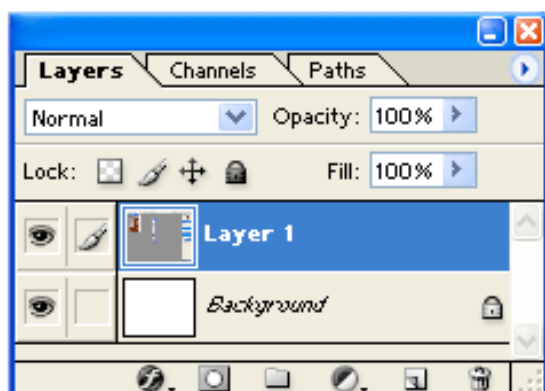 Layers Channels Paths
Normal Opacity: 100%
Lock: Fill: 100%
Layer 1
Background